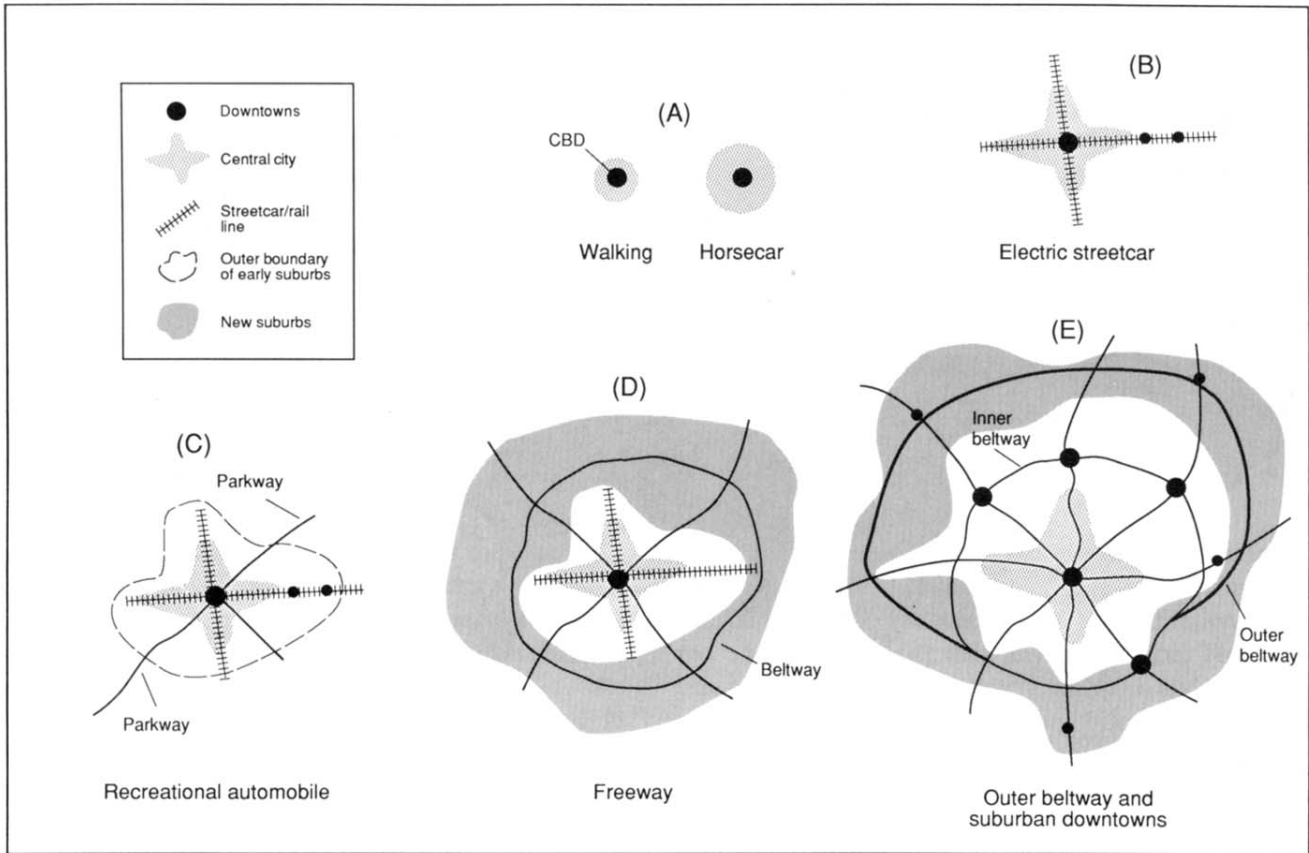 Downtowns
Central city
Streetcar/rail
line
Outer boundary
of early suburbs
New suburbs
(A)
CBD
Walking
Horsecar
(B)
Electric streetcar
(C)
Parkway
Parkway
Recreational automobile
(D)
Beltway
Freeway
(E)
Inner
beltway
Outer
beltway
Outer beltway and
suburban downtowns